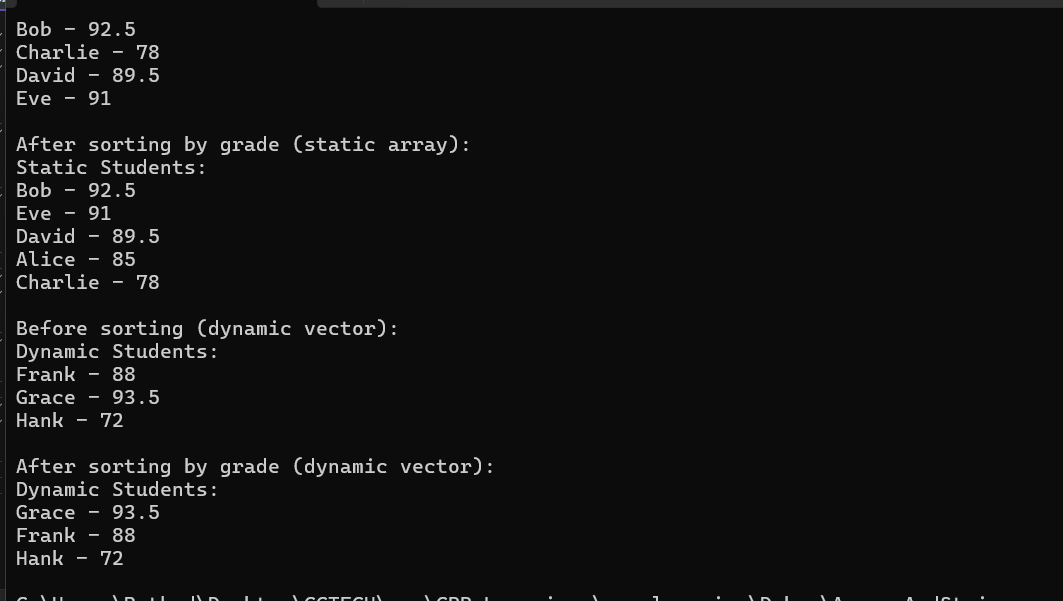 Bob - 92.5
Charlie - 78
David - 89.5
Eve - 91
After sorting by grade (static array):
Static Students:
Bob - 92.5
Eve - 91
David - 89.5
Alice - 85
Charlie - 78
Before sorting (dynamic vector):
Dynamic Students:
Frank - 88
Grace - 93.5
Hank - 72
After sorting by grade (dynamic vector):
Dynamic Students:
Grace - 93.5
Frank - 88
Hank - 72